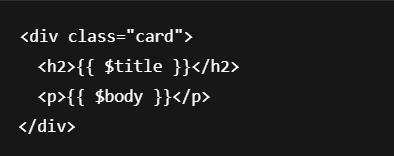 <div class="card">
  <h2>{{ $title }}</h2>
  <p>{{ $body }}</p>
</div>